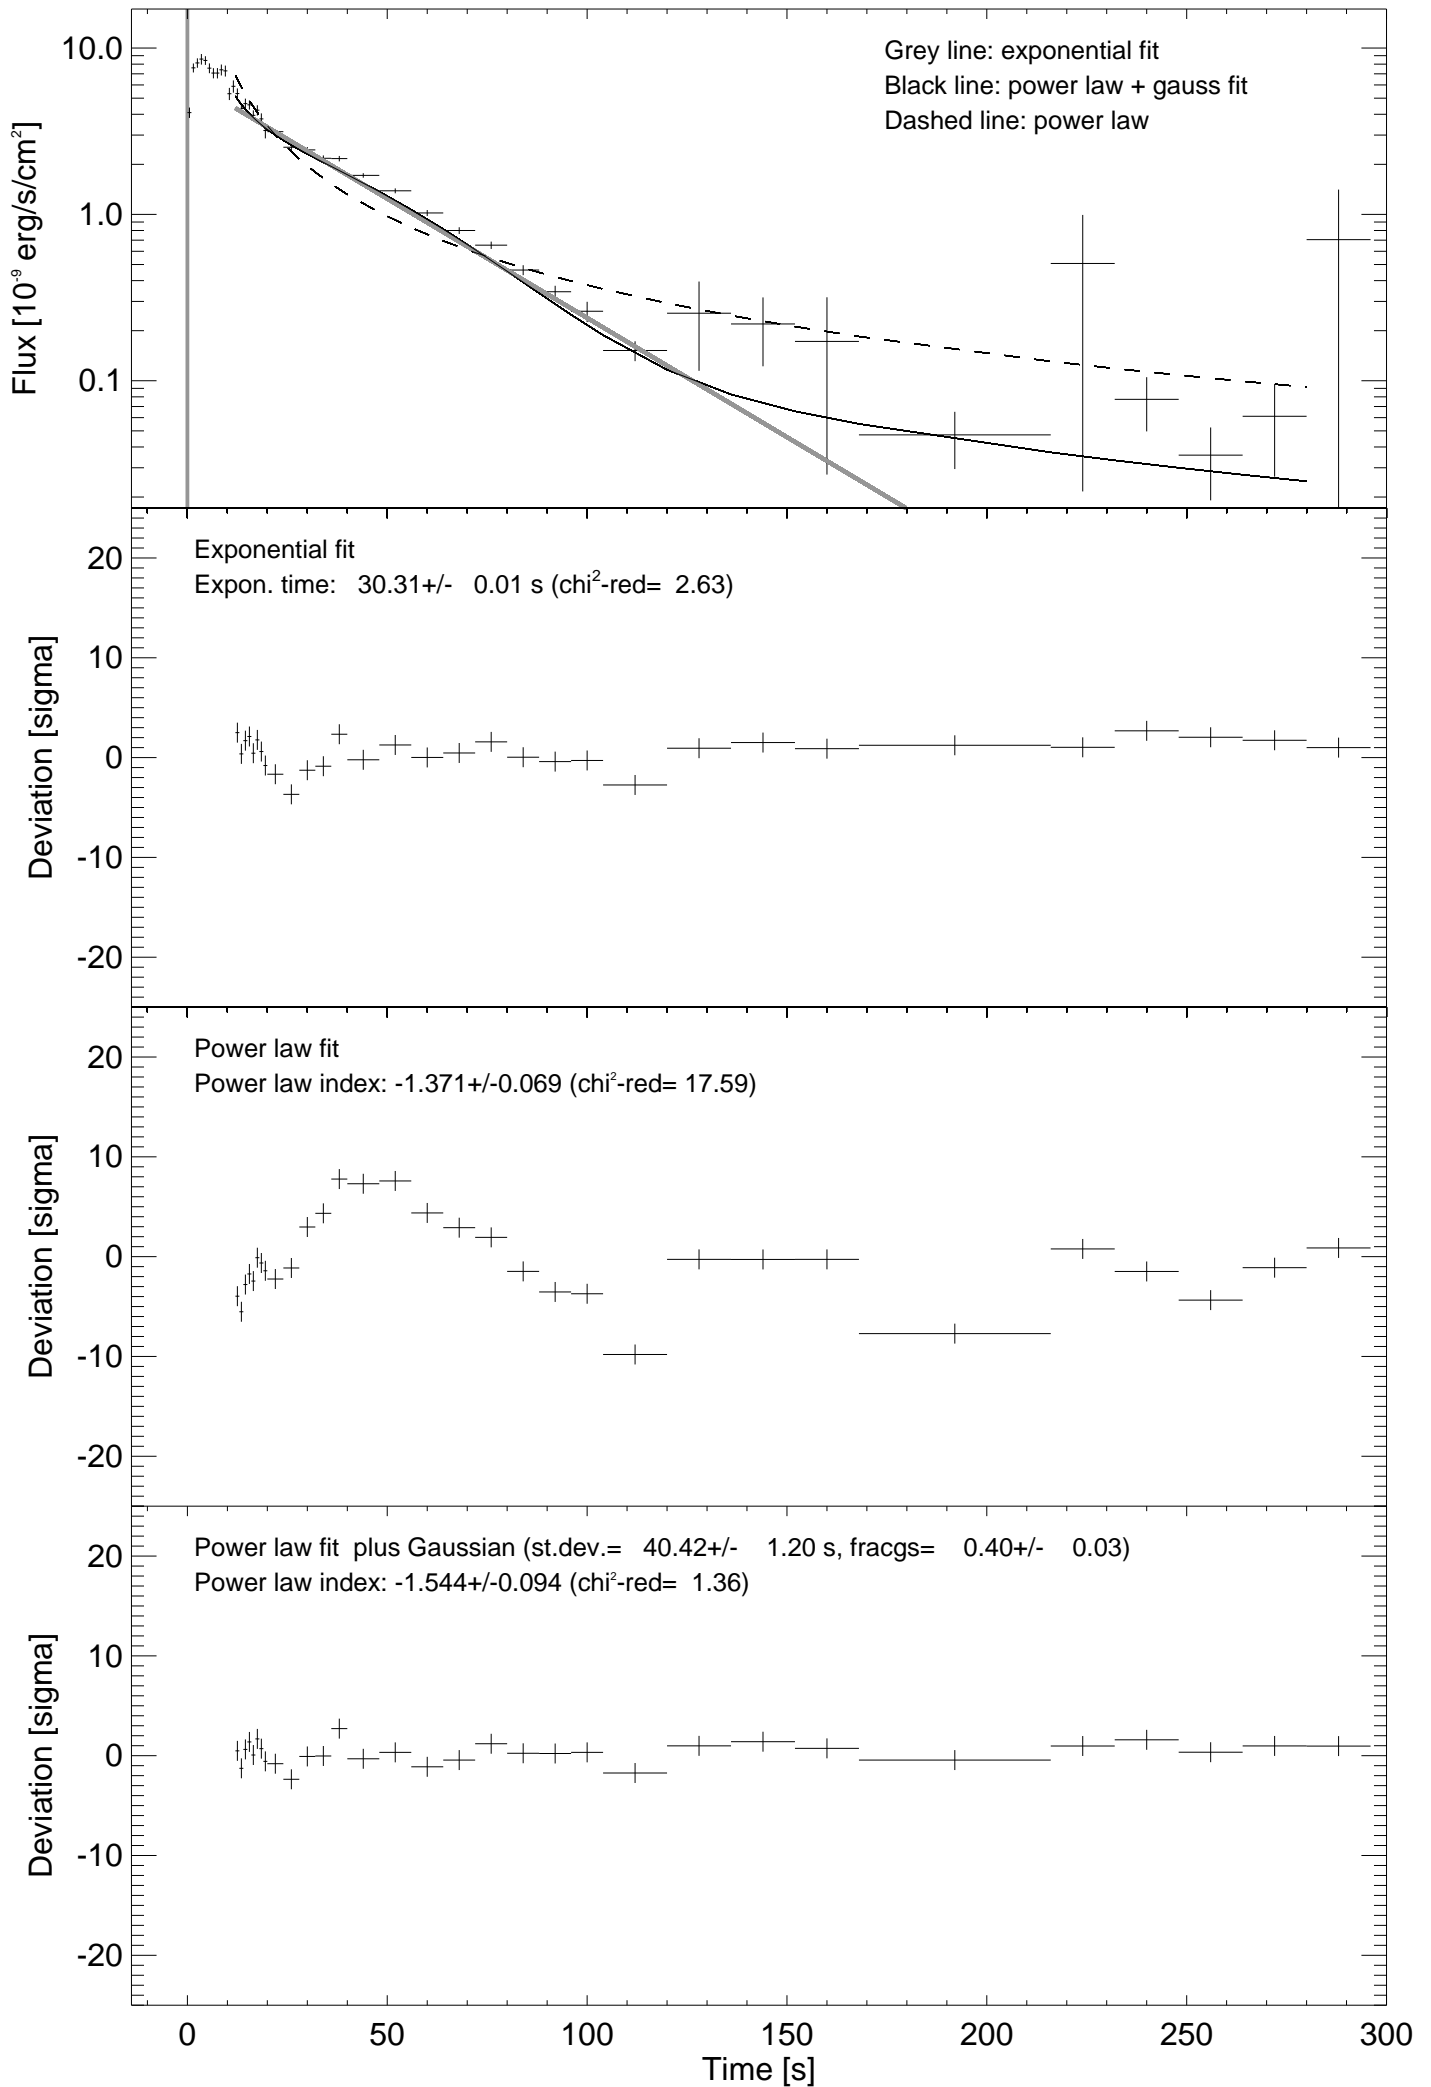 Grey line: exponential fit
Black line: power law + gauss fit
Dashed line: power law
Flux [10⁻⁹ erg/s/cm²]
10.0
1.0
0.1
Exponential fit
Expon. time: 30.31+/- 0.01 s (chi²-red= 2.63)
Deviation [sigma]
20
10
0
-10
-20
Power law fit
Power law index: -1.371+/-0.069 (chi²-red= 17.59)
Deviation [sigma]
20
10
0
-10
-20
Power law fit plus Gaussian (st.dev.= 40.42+/- 1.20 s, fracgs= 0.40+/- 0.03)
Power law index: -1.544+/-0.094 (chi²-red= 1.36)
Deviation [sigma]
20
10
0
-10
-20
0 50 100 150 200 250 300
Time [s]